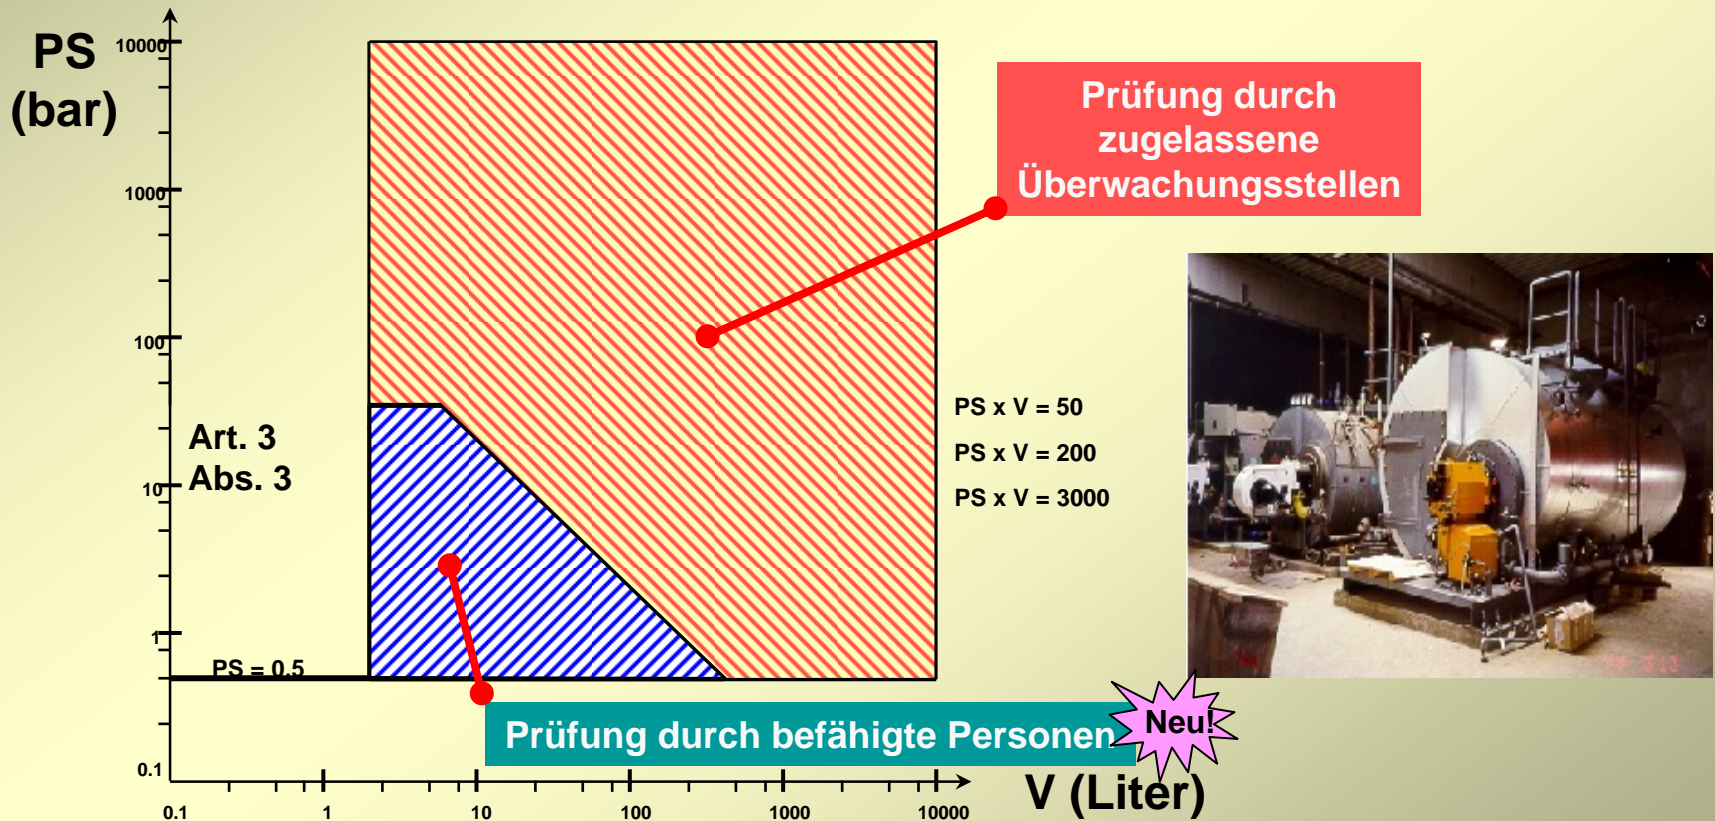 PS
(bar)
10000
1000
100
10
1
0.1
Art. 3
Abs. 3
PS = 0.5
Prüfung durch
zugelassene
Überwachungsstellen
PS x V = 50
PS x V = 200
PS x V = 3000
Prüfung durch befähigte Personen
Neu!
0.1 1 10 100 1000 10000
V (Liter)